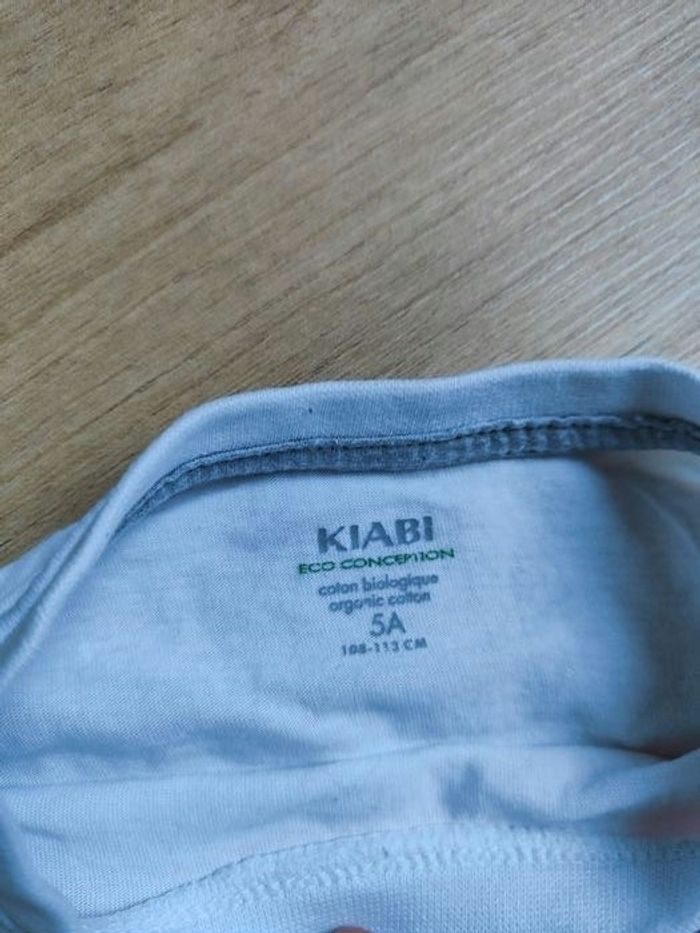 KIABI
ECO CONCEPTION
coton biologique
organic cotton
5A
108-113 CM